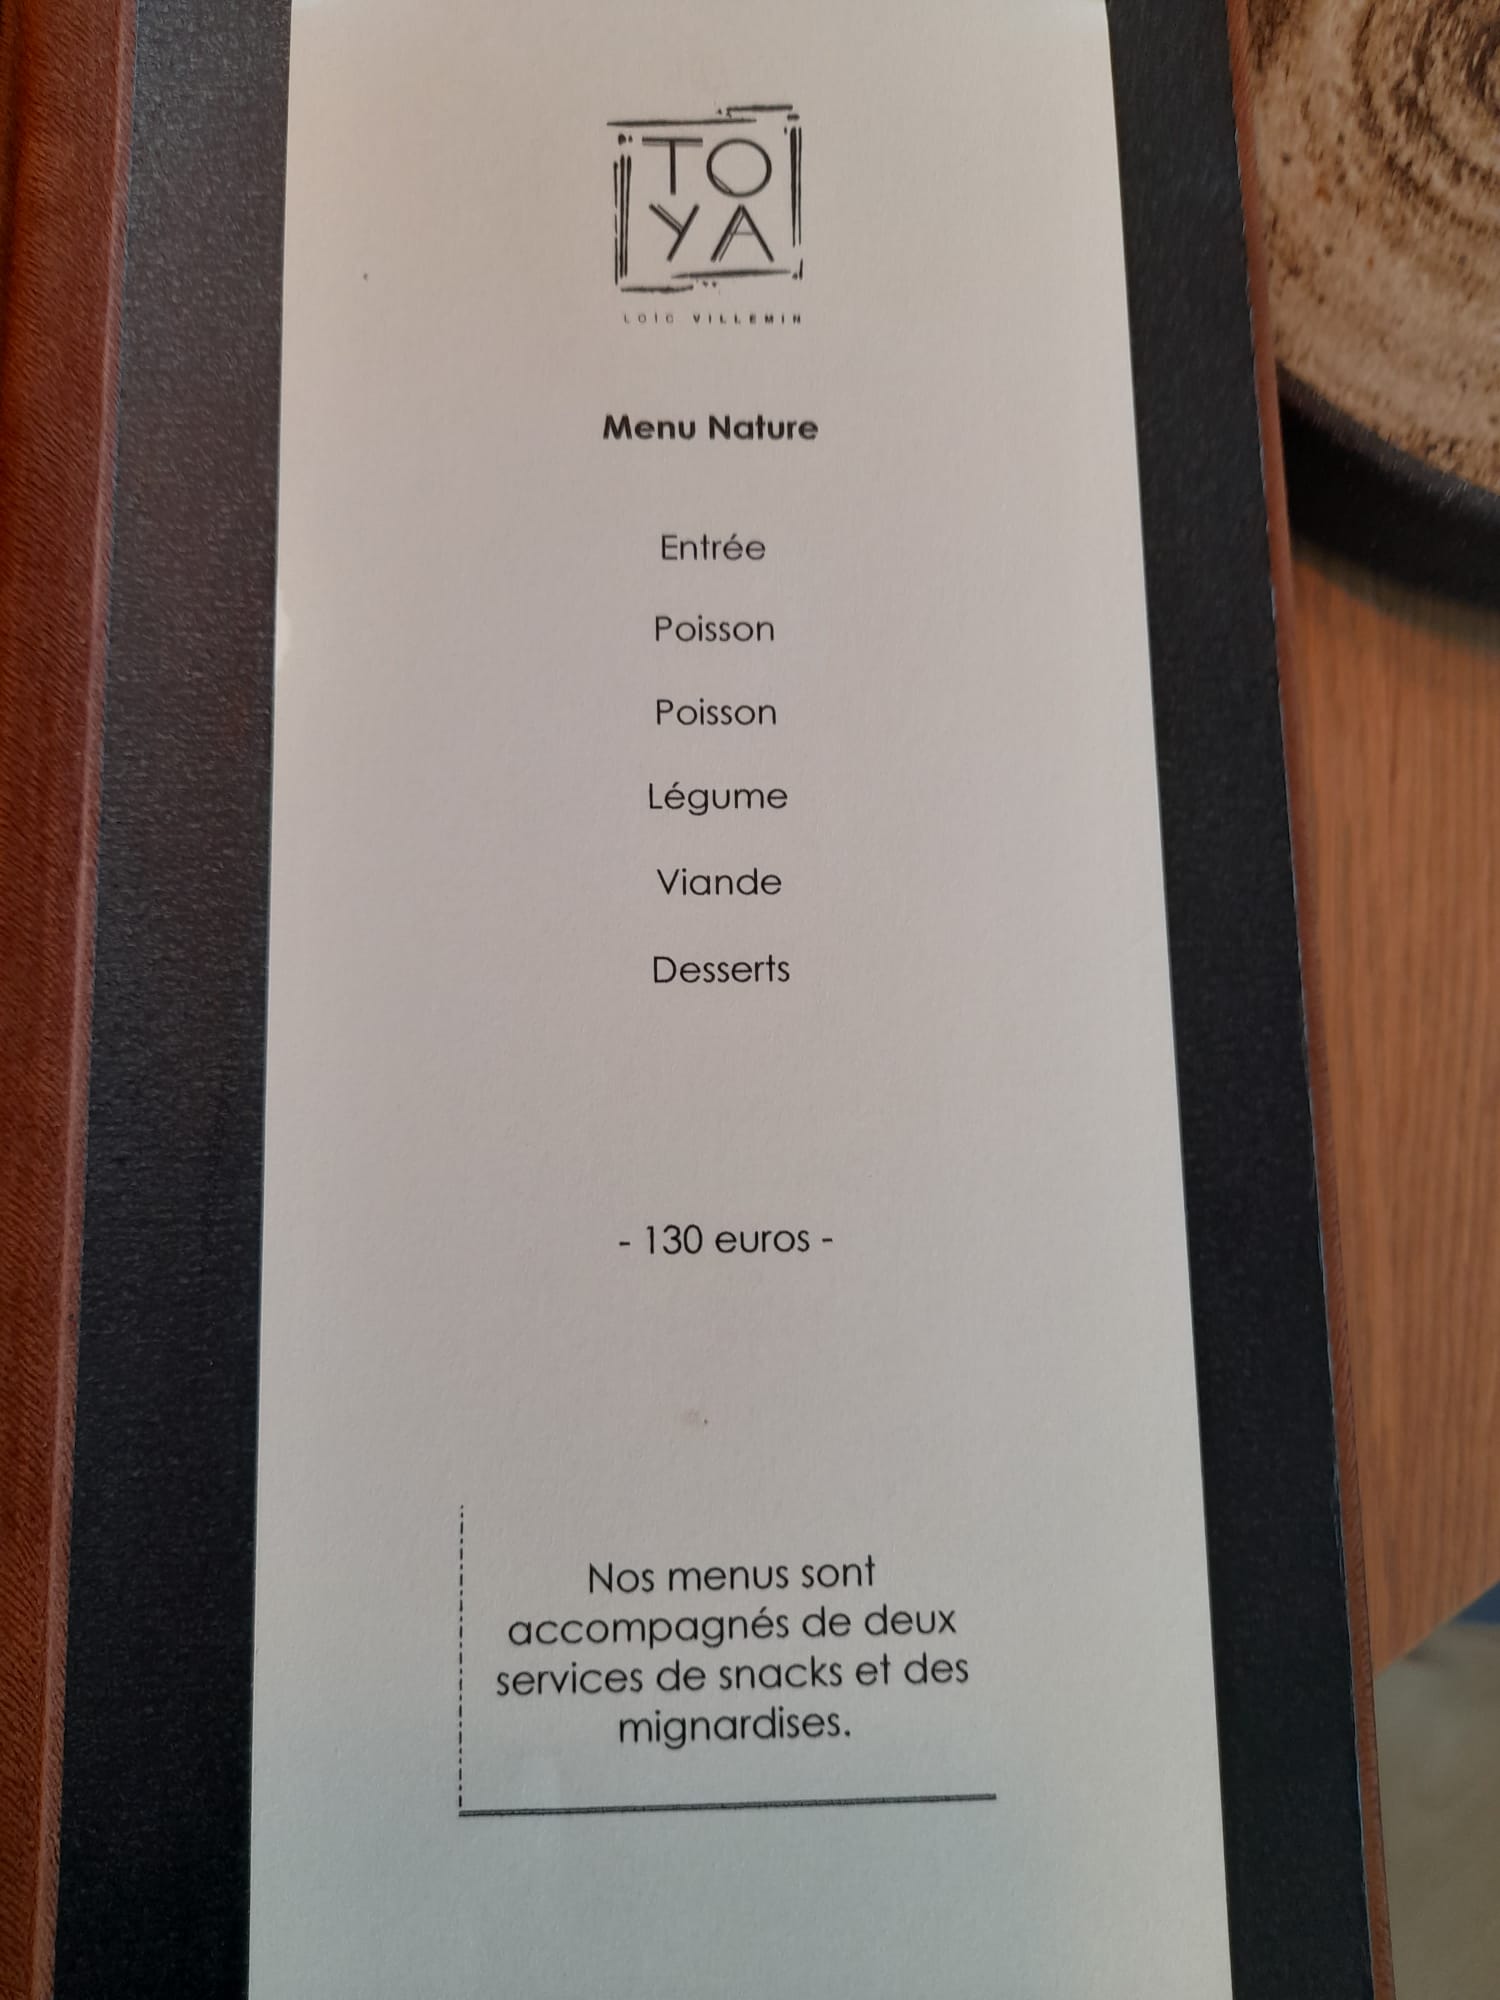 TO
YA
LOÏC VILLEMIN
Menu Nature
Entrée
Poisson
Poisson
Légume
Viande
Desserts
- 130 euros -
Nos menus sont
accompagnés de deux
services de snacks et des
mignardises.